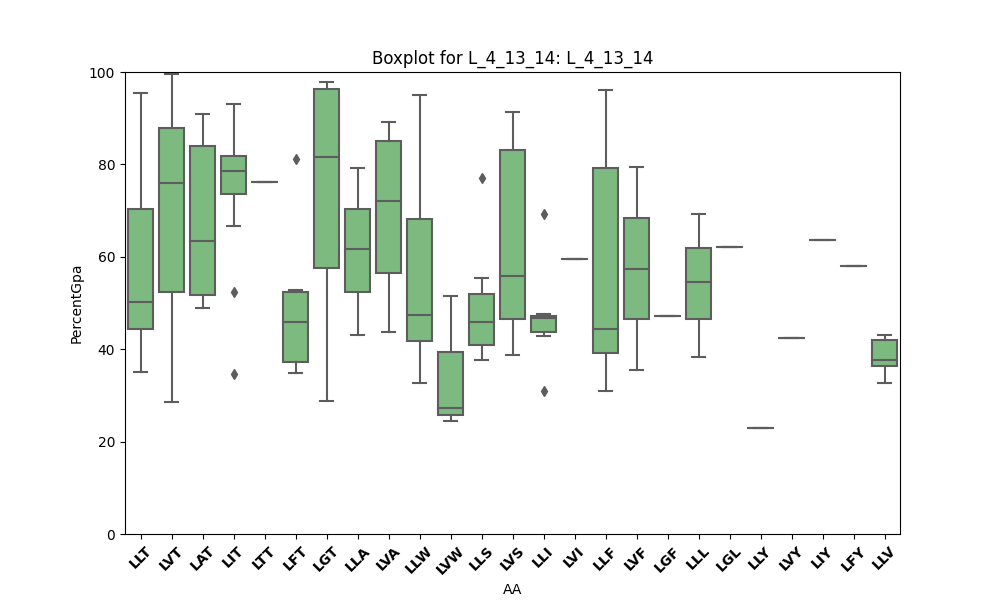 Boxplot for L_4_13_14: L_4_13_14
100
80
60
40
20
0
PercentGpa
LLT LVT LAT LIT LTT LFT LGT LLA LVA LLW LVW LLS LVS LLI LVI LLF LVF LGF LLL LGL LLY LVY LIY LFY LLV
AA